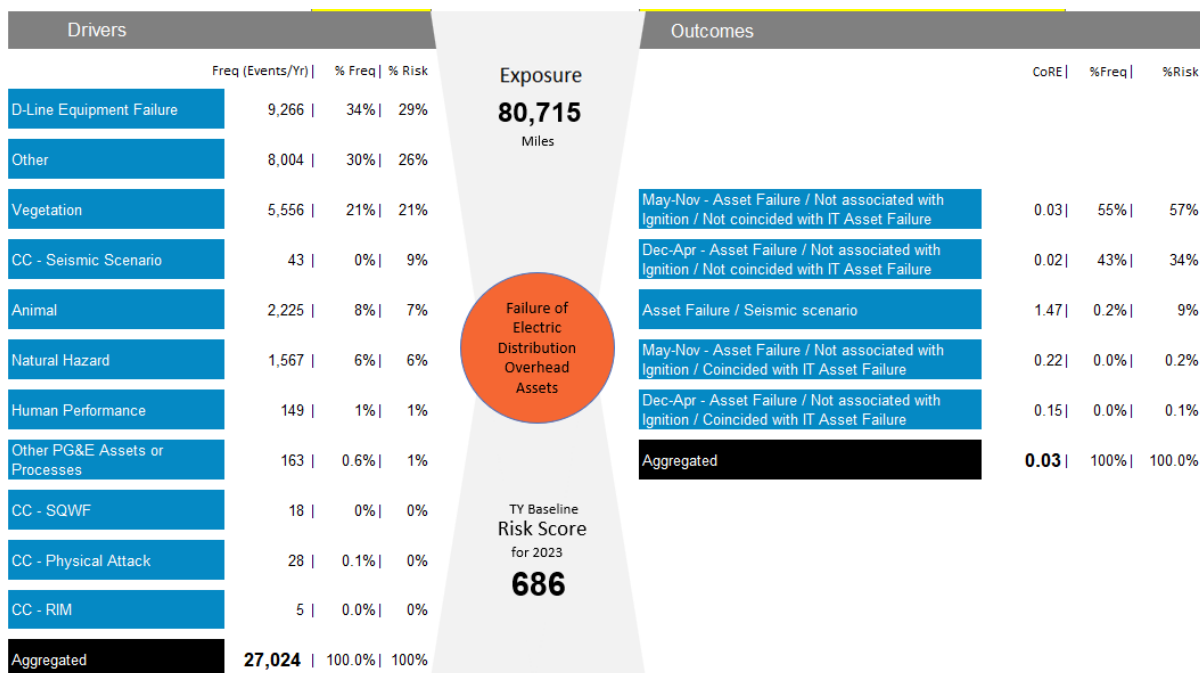 Drivers
Freq (Events/Yr)| % Freq| % Risk
D-Line Equipment Failure 9,266 | 34%| 29%
Other 8,004 | 30%| 26%
Vegetation 5,556 | 21%| 21%
CC - Seismic Scenario 43 | 0%| 9%
Animal 2,225 | 8%| 7%
Natural Hazard 1,567 | 6%| 6%
Human Performance 149 | 1%| 1%
Other PG&E Assets or
Processes 163 | 0.6%| 1%
CC - SQWF 18 | 0%| 0%
CC - Physical Attack 28 | 0.1%| 0%
CC - RIM 5 | 0.0%| 0%
Aggregated 27,024 | 100.0%| 100%
Exposure
80,715
Miles
Failure of
Electric
Distribution
Overhead
Assets
TY Baseline
Risk Score
for 2023
686
Outcomes
CoRE| %Freq| %Risk
May-Nov - Asset Failure / Not associated with
Ignition / Not coincided with IT Asset Failure 0.03| 55%| 57%
Dec-Apr - Asset Failure / Not associated with
Ignition / Not coincided with IT Asset Failure 0.02| 43%| 34%
Asset Failure / Seismic scenario 1.47| 0.2%| 9%
May-Nov - Asset Failure / Not associated with
Ignition / Coincided with IT Asset Failure 0.22| 0.0%| 0.2%
Dec-Apr - Asset Failure / Not associated with
Ignition / Coincided with IT Asset Failure 0.15| 0.0%| 0.1%
Aggregated 0.03| 100%| 100.0%